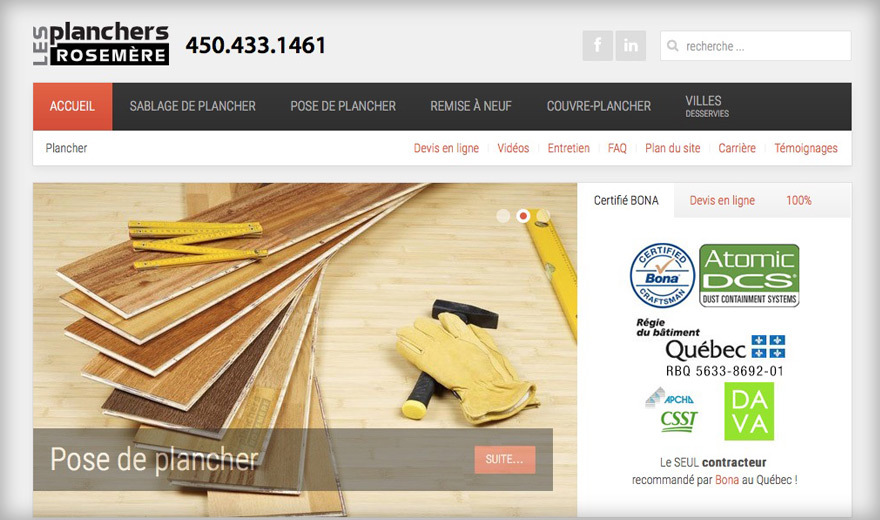 LES planchers
ROSEMÈRE
450.433.1461
f in
recherche ...
ACCUEIL SABLAGE DE PLANCHER POSE DE PLANCHER REMISE À NEUF COUVRE-PLANCHER VILLES
DESSERVIES
Plancher Devis en ligne Vidéos Entretien FAQ Plan du site Carrière Témoignages
Certifié BONA Devis en ligne 100%
CERTIFIED
Bona
CRAFTSMAN
Atomic
DCS
DUST CONTAINMENT SYSTEMS
Régie
du bâtiment
Québec
RBQ 5633-8692-01
APCHQ
CSST
DA
VA
Pose de plancher
SUITE...
Le SEUL contracteur
recommandé par Bona au Québec !